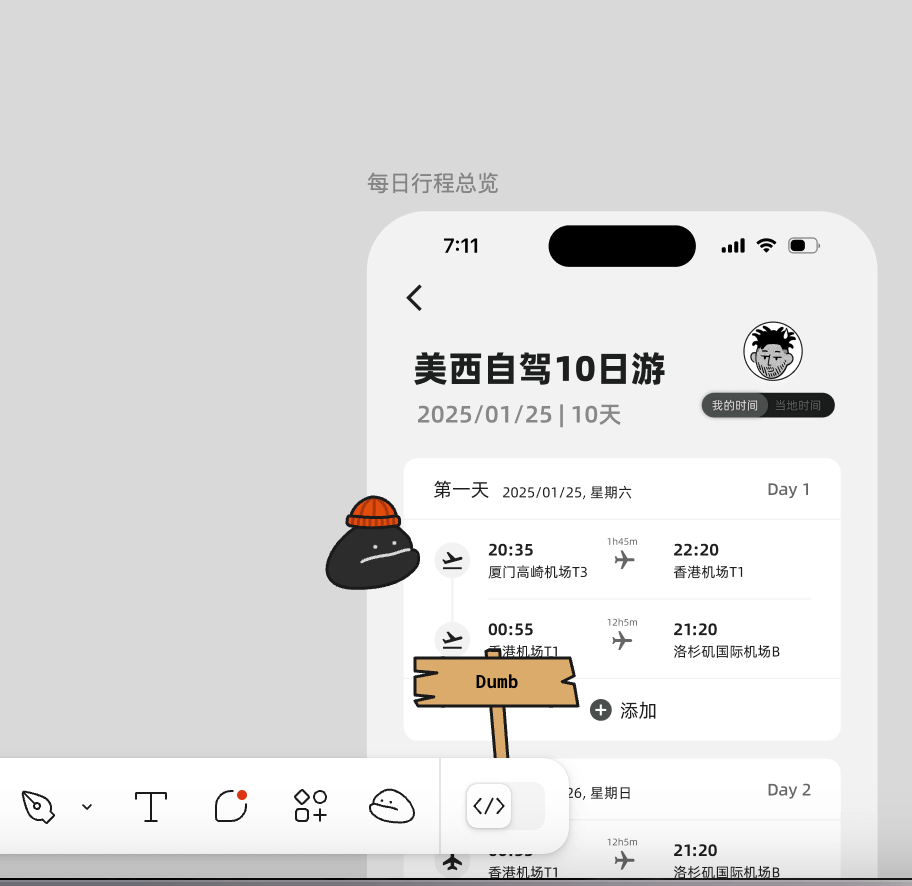 每日行程总览
7:11
美西自驾10日游
2025/01/25 | 10天
我的时间 当地时间
第一天 2025/01/25, 星期六 Day 1
1h45m
20:35 22:20
厦门高崎机场T3 香港机场T1
12h5m
00:55 21:20
香港机场T1 洛杉矶国际机场B
Dumb
添加
26, 星期日 Day 2
12h5m
21:20
香港机场T1 洛杉矶国际机场B